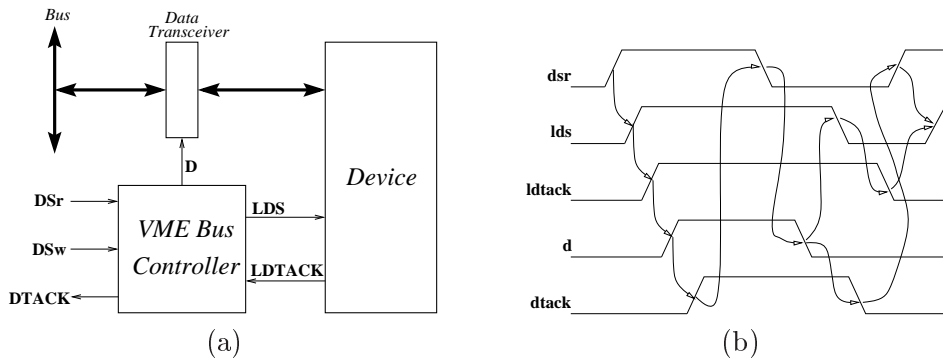 Bus
Data
Transceiver
D
Device
DSr
LDS
VME Bus
DSw
Controller
LDTACK
DTACK
(a)
dsr
lds
ldtack
d
dtack
(b)